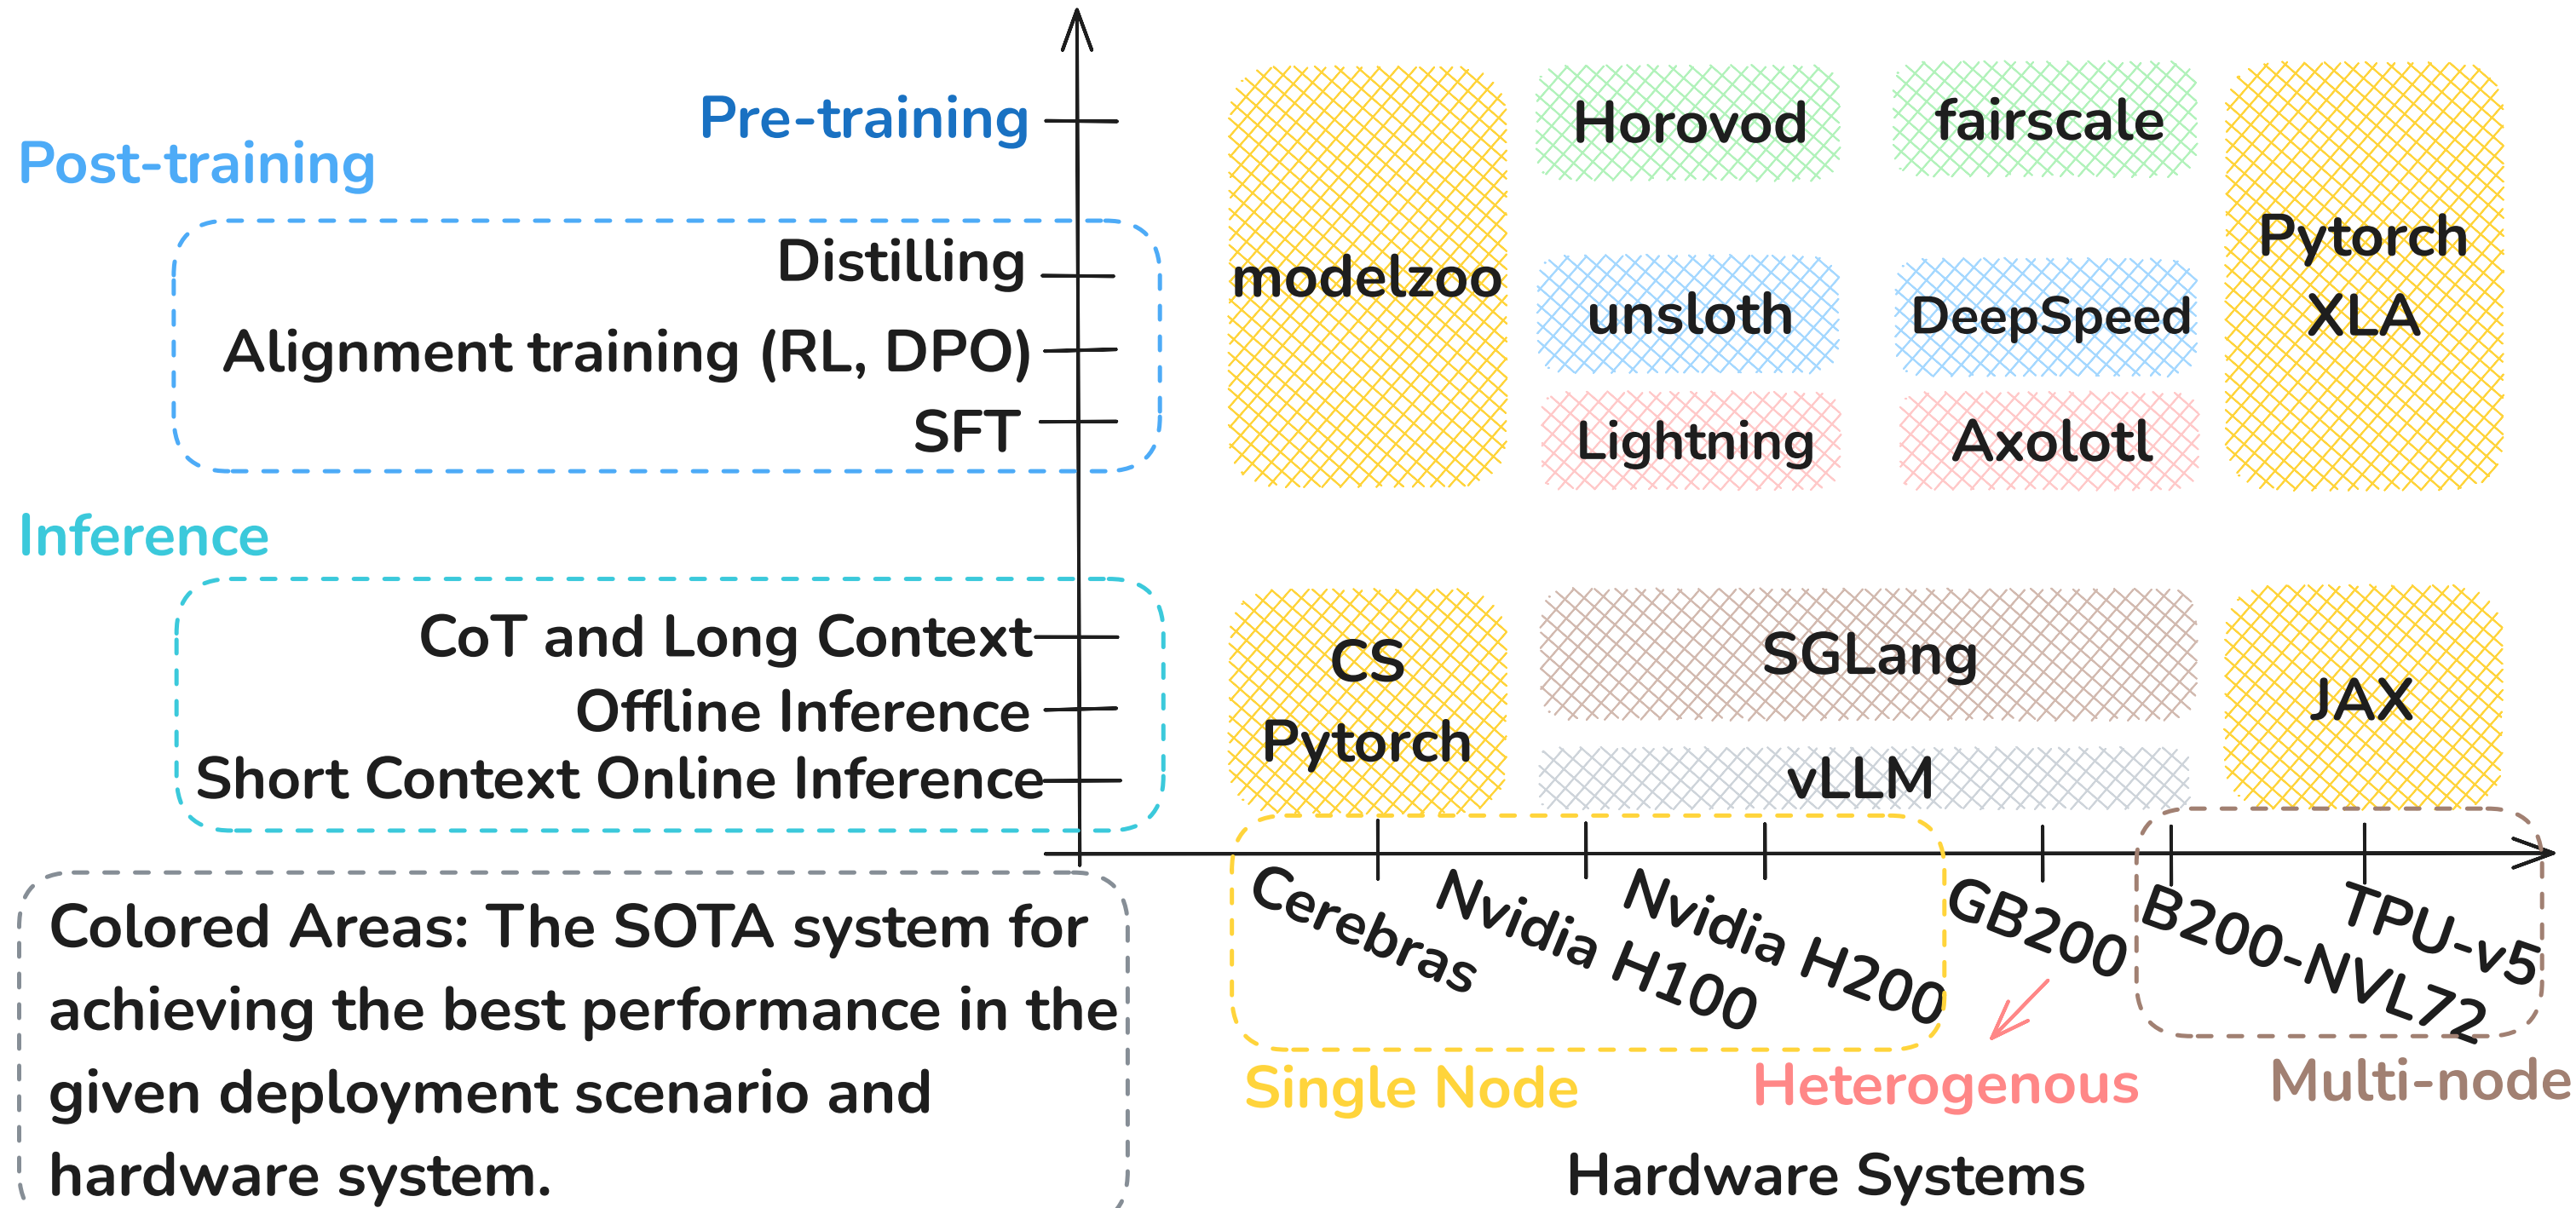 Pre-training
Post-training
Distilling
Alignment training (RL, DPO)
SFT
Inference
CoT and Long Context
Offline Inference
Short Context Online Inference
modelzoo
Horovod
fairscale
Pytorch
XLA
unsloth
DeepSpeed
Lightning
Axolotl
CS
Pytorch
SGLang
vLLM
JAX
Cerebras
Nvidia H100
Nvidia H200
GB200
B200-NVL72
TPU-v5
Single Node
Heterogenous
Multi-node
Hardware Systems
Colored Areas: The SOTA system for
achieving the best performance in the
given deployment scenario and
hardware system.